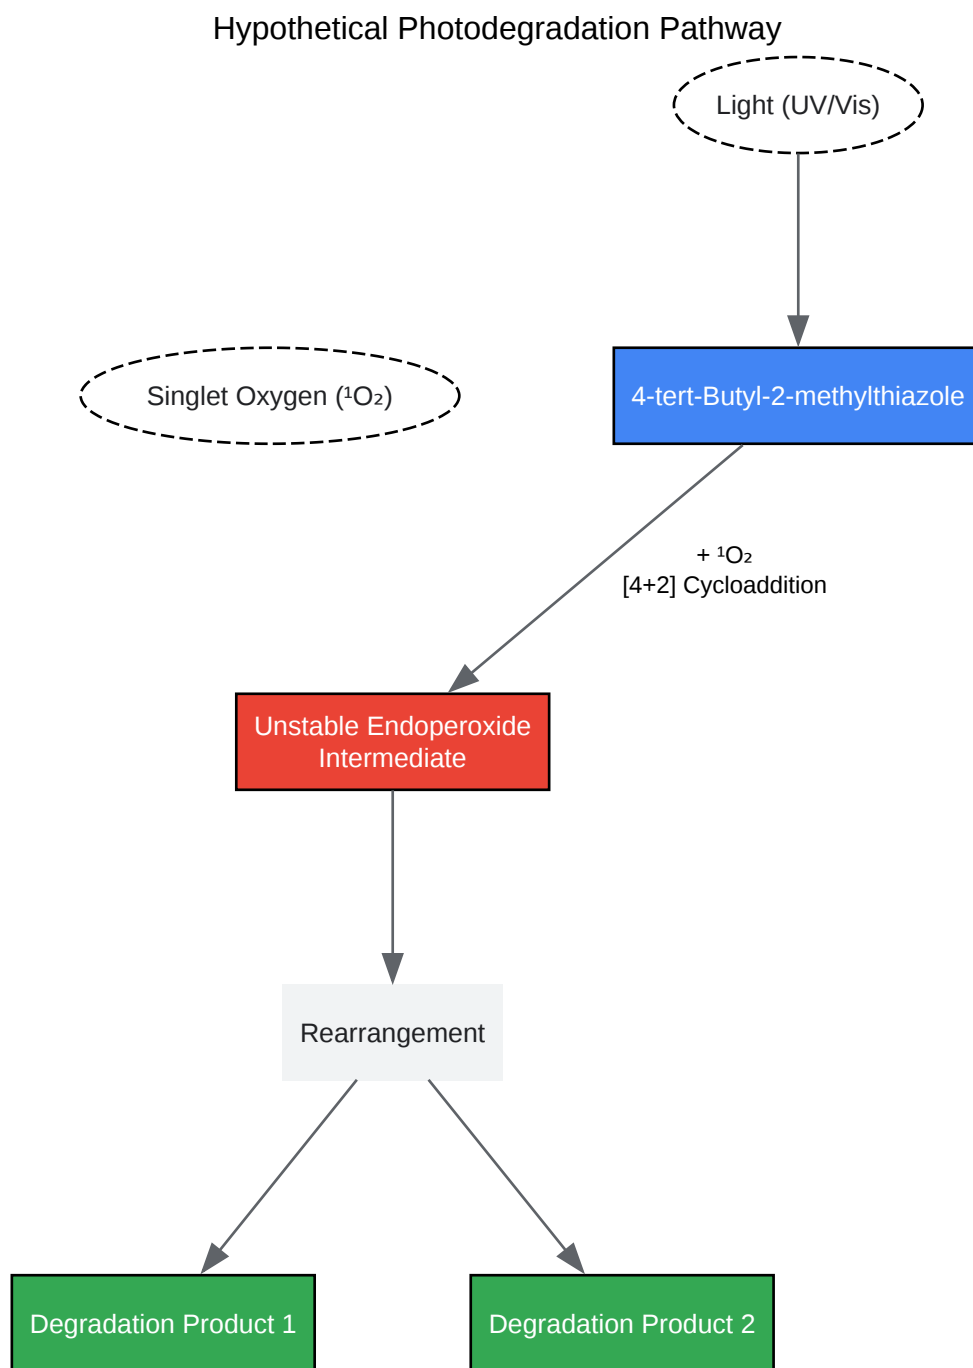 Hypothetical Photodegradation Pathway
Light (UV/Vis)
Singlet Oxygen (¹O₂)
4-tert-Butyl-2-methylthiazole
+ ¹O₂
[4+2] Cycloaddition
Unstable Endoperoxide
Intermediate
Rearrangement
Degradation Product 1
Degradation Product 2